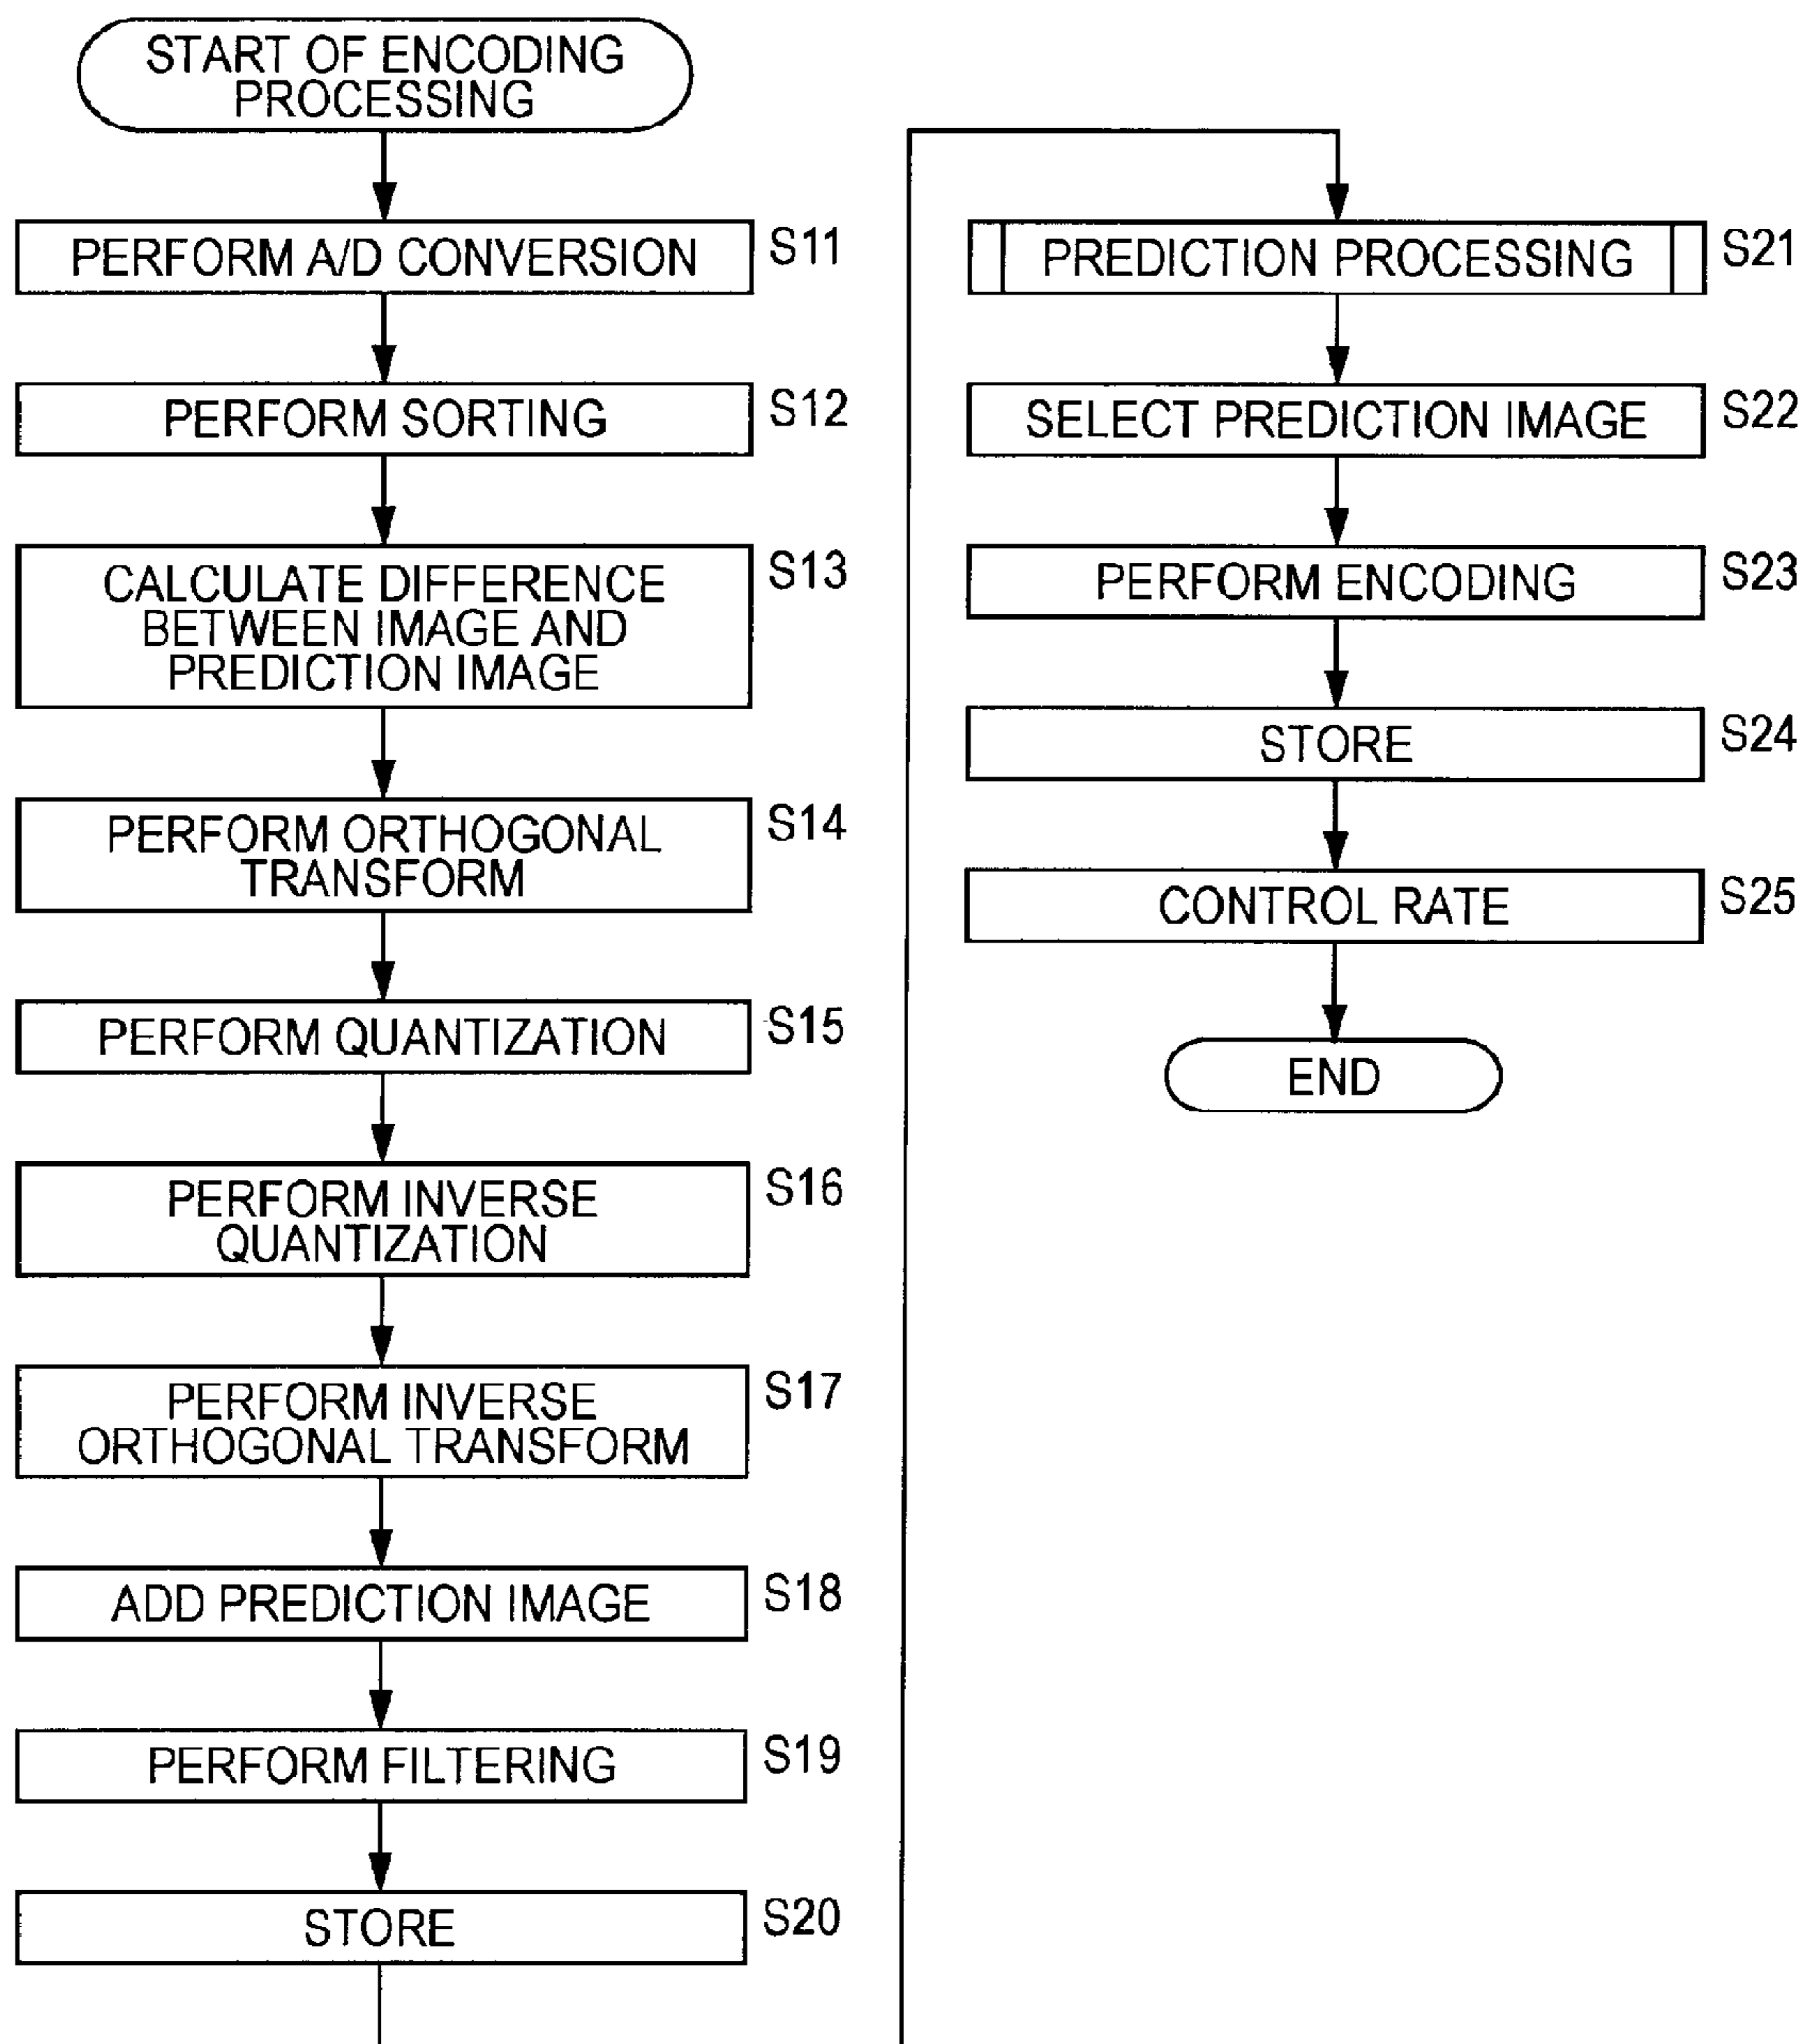 START OF ENCODING
PROCESSING
PERFORM A/D CONVERSION
S11
PERFORM SORTING
S12
CALCULATE DIFFERENCE
BETWEEN IMAGE AND
PREDICTION IMAGE
S13
PERFORM ORTHOGONAL
TRANSFORM
S14
PERFORM QUANTIZATION
S15
PERFORM INVERSE
QUANTIZATION
S16
PERFORM INVERSE
ORTHOGONAL TRANSFORM
S17
ADD PREDICTION IMAGE
S18
PERFORM FILTERING
S19
STORE
S20
PREDICTION PROCESSING
S21
SELECT PREDICTION IMAGE
S22
PERFORM ENCODING
S23
STORE
S24
CONTROL RATE
S25
END